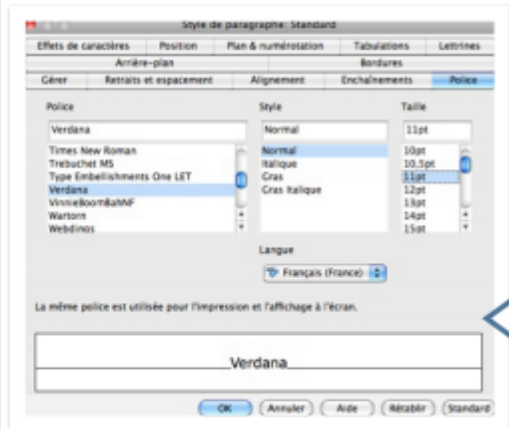 Style de paragraphe: Standard
Effets de caractères Position Plan & numérotation Tabulations Lettrines
Arrière-plan Bordures
Gérer Retraits et espacement Alignement Enchaînements Police
Police Style Taille
Verdana Normal 11pt
Times New Roman Normal 10pt
Trebuchet MS Italique 10.5pt
Type Embellishments One LET Gras 11pt
Verdana Gras Italique 12pt
VinnieBoomBahNF 13pt
Wartorn 14pt
Webdinos 15pt
Langue
Français (France)
La même police est utilisée pour l'impression et l'affichage à l'écran.
Verdana
OK Annuler Aide Rétablir Standard